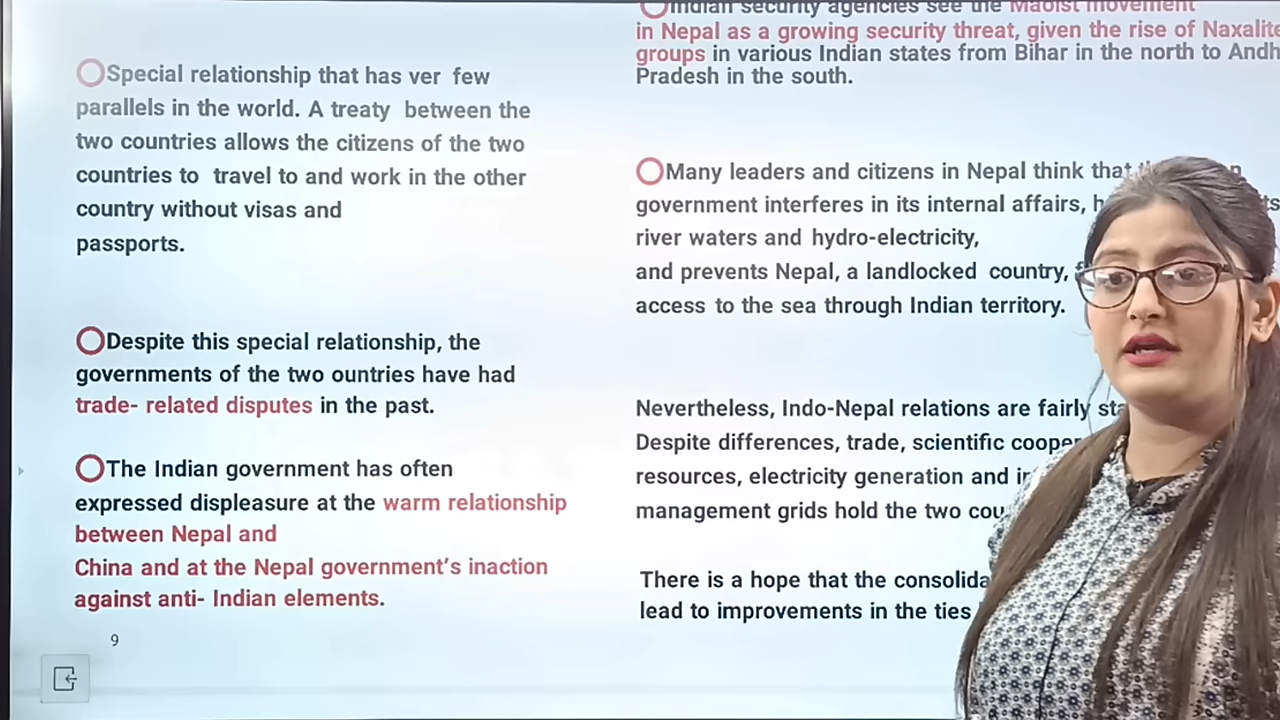 Special relationship that has ver few
parallels in the world. A treaty between the
two countries allows the citizens of the two
countries to travel to and work in the other
country without visas and
passports.
Despite this special relationship, the
governments of the two ountries have had
trade- related disputes in the past.
The Indian government has often
expressed displeasure at the warm relationship
between Nepal and
China and at the Nepal government's inaction
against anti- Indian elements.
9
Indian security agencies see the Maoist movement
in Nepal as a growing security threat, given the rise of Naxalite
groups in various Indian states from Bihar in the north to
Pradesh in the south.
Many leaders and citizens in Nepal think that
government interferes in its internal affairs,
river waters and hydro-electricity,
and prevents Nepal, a landlocked country,
access to the sea through Indian territory.
Nevertheless, Indo-Nepal relations are fairly
Despite differences, trade, scientific
resources, electricity generation and
management grids hold the two
There is a hope that the
lead to improvements in the ties